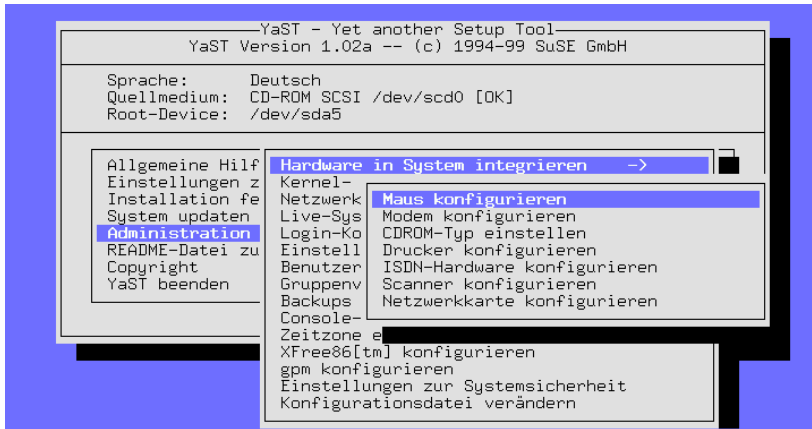 YaST - Yet another Setup Tool
YaST Version 1.02a -- (c) 1994-99 SuSE GmbH
Sprache: Deutsch
Quellmedium: CD-ROM SCSI /dev/scd0 [OK]
Root-Device: /dev/sda5
Allgemeine Hilf
Einstellungen z
Installation fe
System updaten
Administration
README-Datei zu
Copyright
YaST beenden
Hardware in System integrieren ->
Kernel-
Netzwerk
Live-Sys
Login-Ko
Einstell
Benutzer
Gruppenv
Backups
Console-
Zeitzone e
XFree86[tm] konfigurieren
gpm konfigurieren
Einstellungen zur Systemsicherheit
Konfigurationsdatei verändern
Maus konfigurieren
Modem konfigurieren
CDROM-Typ einstellen
Drucker konfigurieren
ISDN-Hardware konfigurieren
Scanner konfigurieren
Netzwerkkarte konfigurieren